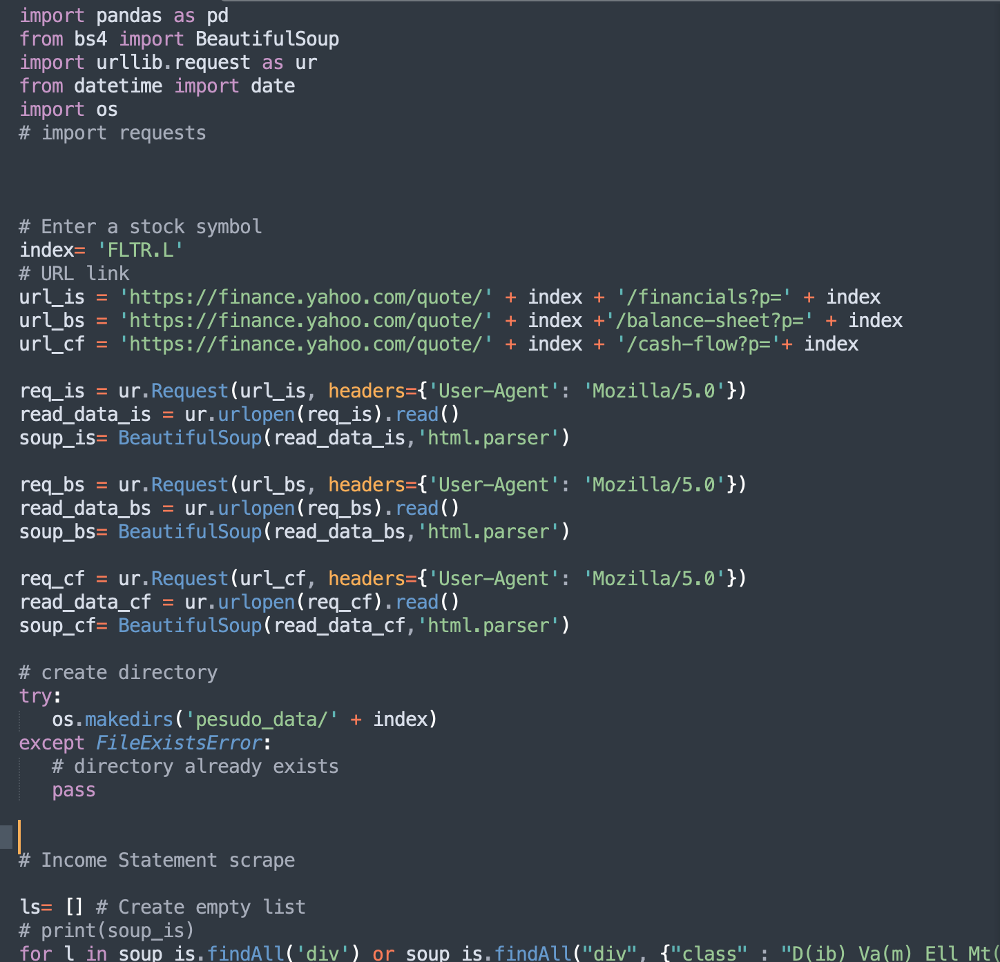 import pandas as pd
from bs4 import BeautifulSoup
import urllib.request as ur
from datetime import date
import os
# import requests
# Enter a stock symbol
index= 'FLTR.L'
# URL link
url_is = 'https://finance.yahoo.com/quote/' + index + '/financials?p=' + index
url_bs = 'https://finance.yahoo.com/quote/' + index +'/balance-sheet?p=' + index
url_cf = 'https://finance.yahoo.com/quote/' + index + '/cash-flow?p='+ index
req_is = ur.Request(url_is, headers={'User-Agent': 'Mozilla/5.0'})
read_data_is = ur.urlopen(req_is).read()
soup_is= BeautifulSoup(read_data_is,'html.parser')
req_bs = ur.Request(url_bs, headers={'User-Agent': 'Mozilla/5.0'})
read_data_bs = ur.urlopen(req_bs).read()
soup_bs= BeautifulSoup(read_data_bs,'html.parser')
req_cf = ur.Request(url_cf, headers={'User-Agent': 'Mozilla/5.0'})
read_data_cf = ur.urlopen(req_cf).read()
soup_cf= BeautifulSoup(read_data_cf,'html.parser')
# create directory
try:
   os.makedirs('pesudo_data/' + index)
except FileExistsError:
   # directory already exists
   pass
# Income Statement scrape
ls= [] # Create empty list
# print(soup_is)
for l in soup_is.findAll('div') or soup_is.findAll("div", {"class" : "D(ib) Va(m) Ell Mt(